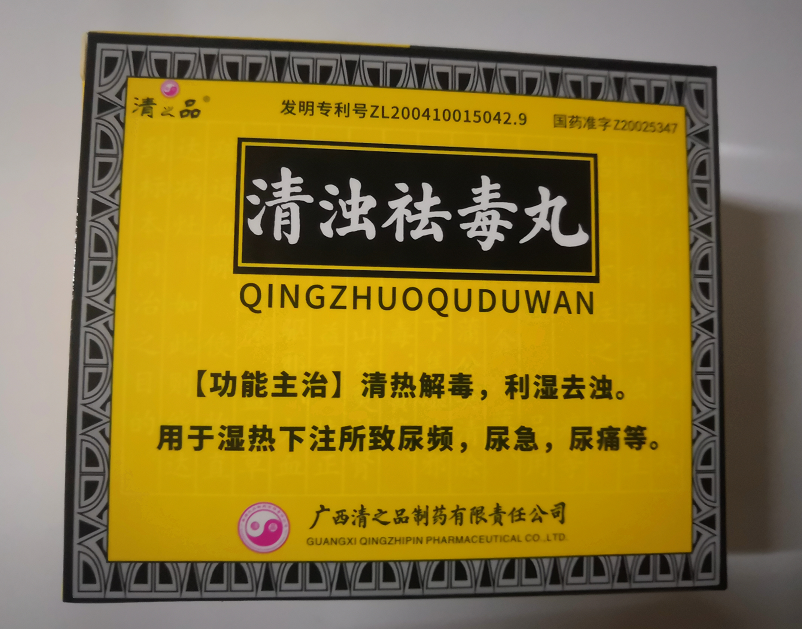 清之品®
发明专利号ZL200410015042.9
国药准字Z20025347
清浊祛毒丸
QINGZHUOQUDUWAN
【功能主治】清热解毒，利湿去浊。
用于湿热下注所致尿频，尿急，尿痛等。
广西清之品制药有限责任公司
GUANGXI QINGZHIPIN PHARMACEUTICAL CO.,LTD.